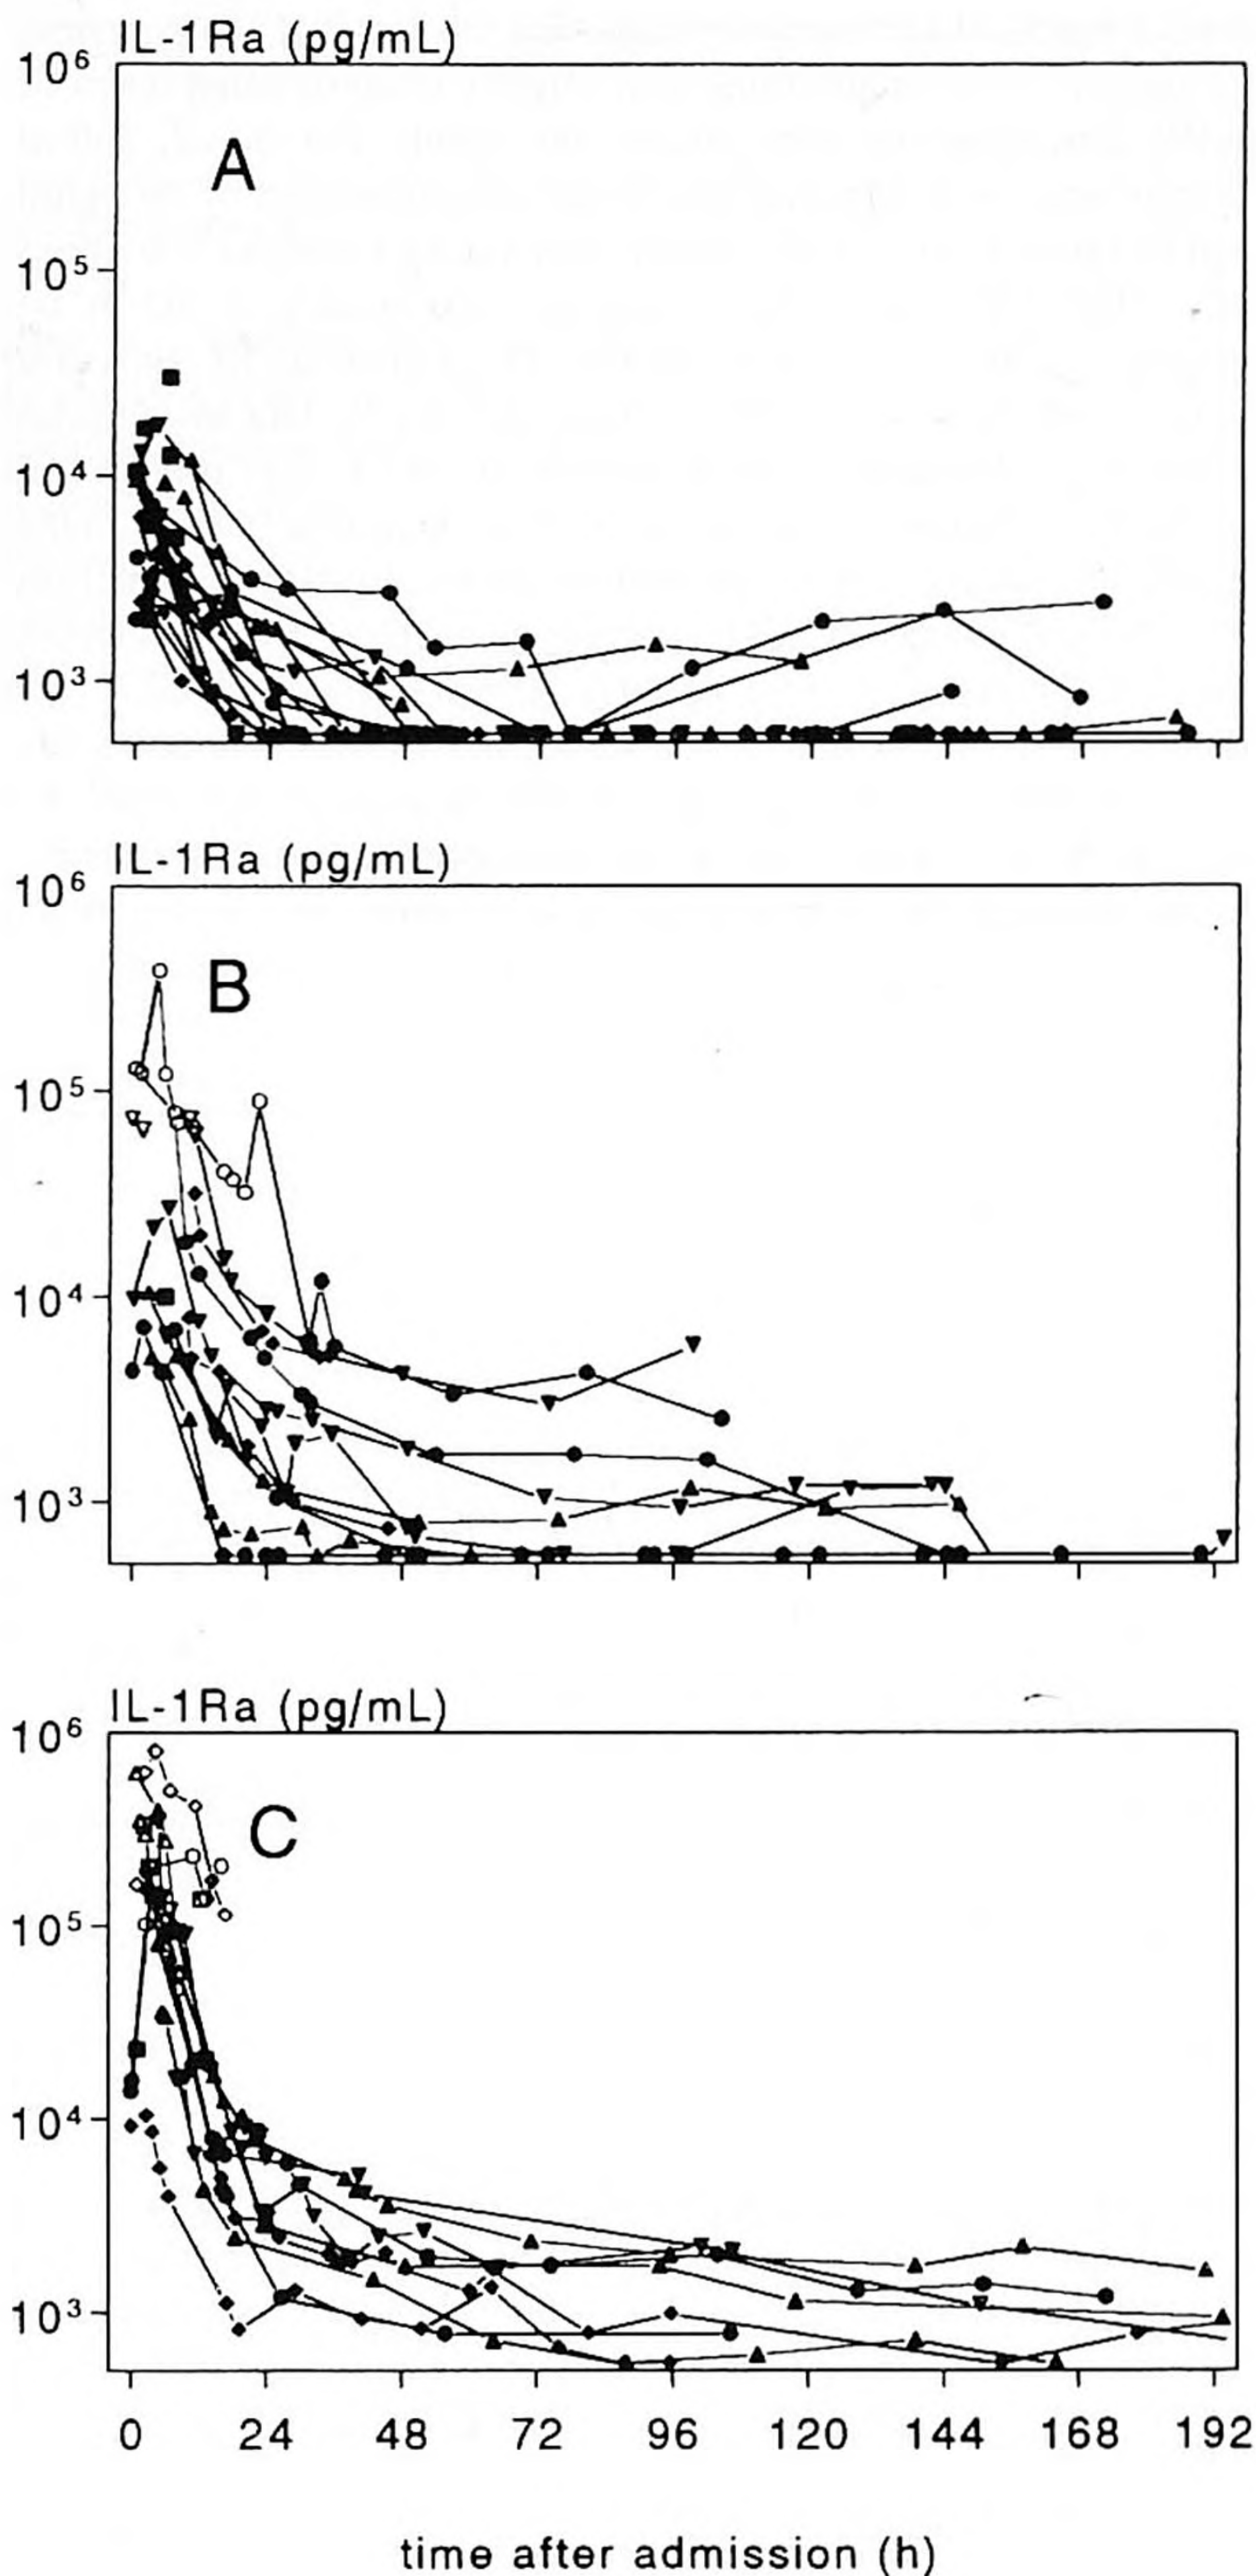 IL-1Ra (pg/mL)
10⁶
A
10⁵
10⁴
10³
IL-1Ra (pg/mL)
10⁶
B
10⁵
10⁴
10³
IL-1Ra (pg/mL)
10⁶
C
10⁵
10⁴
10³
0 24 48 72 96 120 144 168 192
time after admission (h)